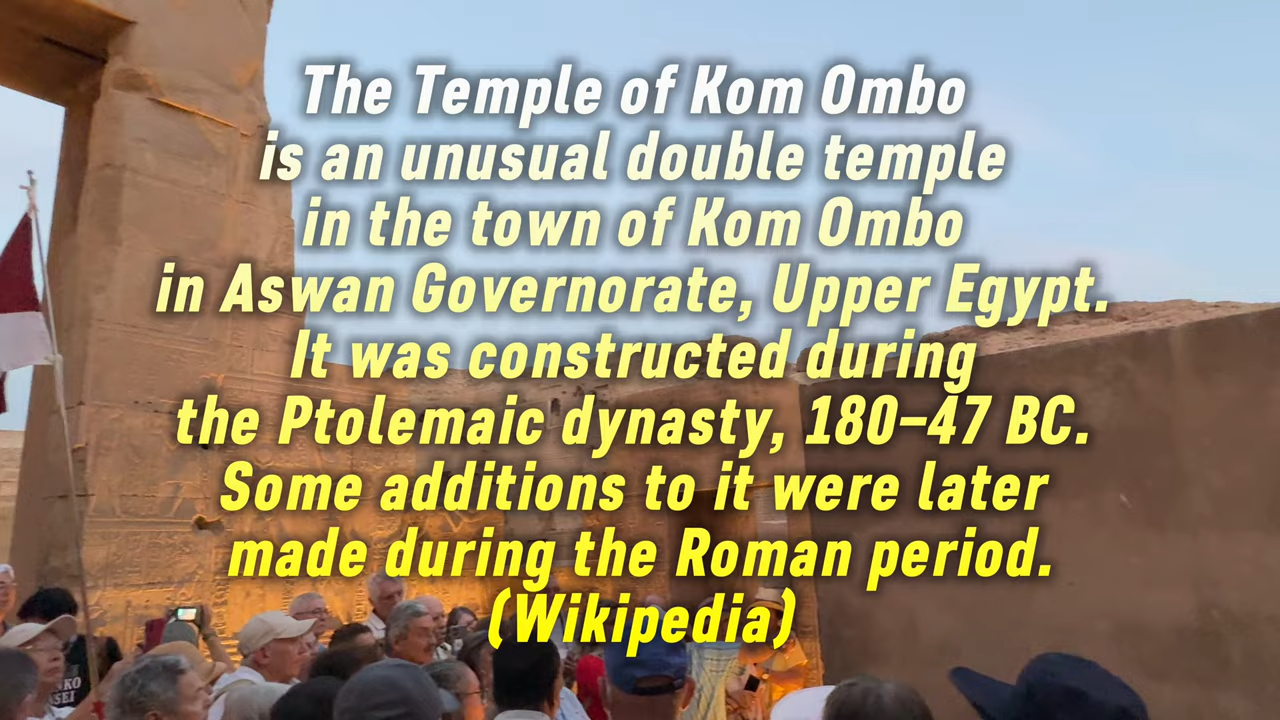 The Temple of Kom Ombo
is an unusual double temple
in the town of Kom Ombo
in Aswan Governorate, Upper Egypt.
It was constructed during
the Ptolemaic dynasty, 180–47 BC.
Some additions to it were later
made during the Roman period.
(Wikipedia)